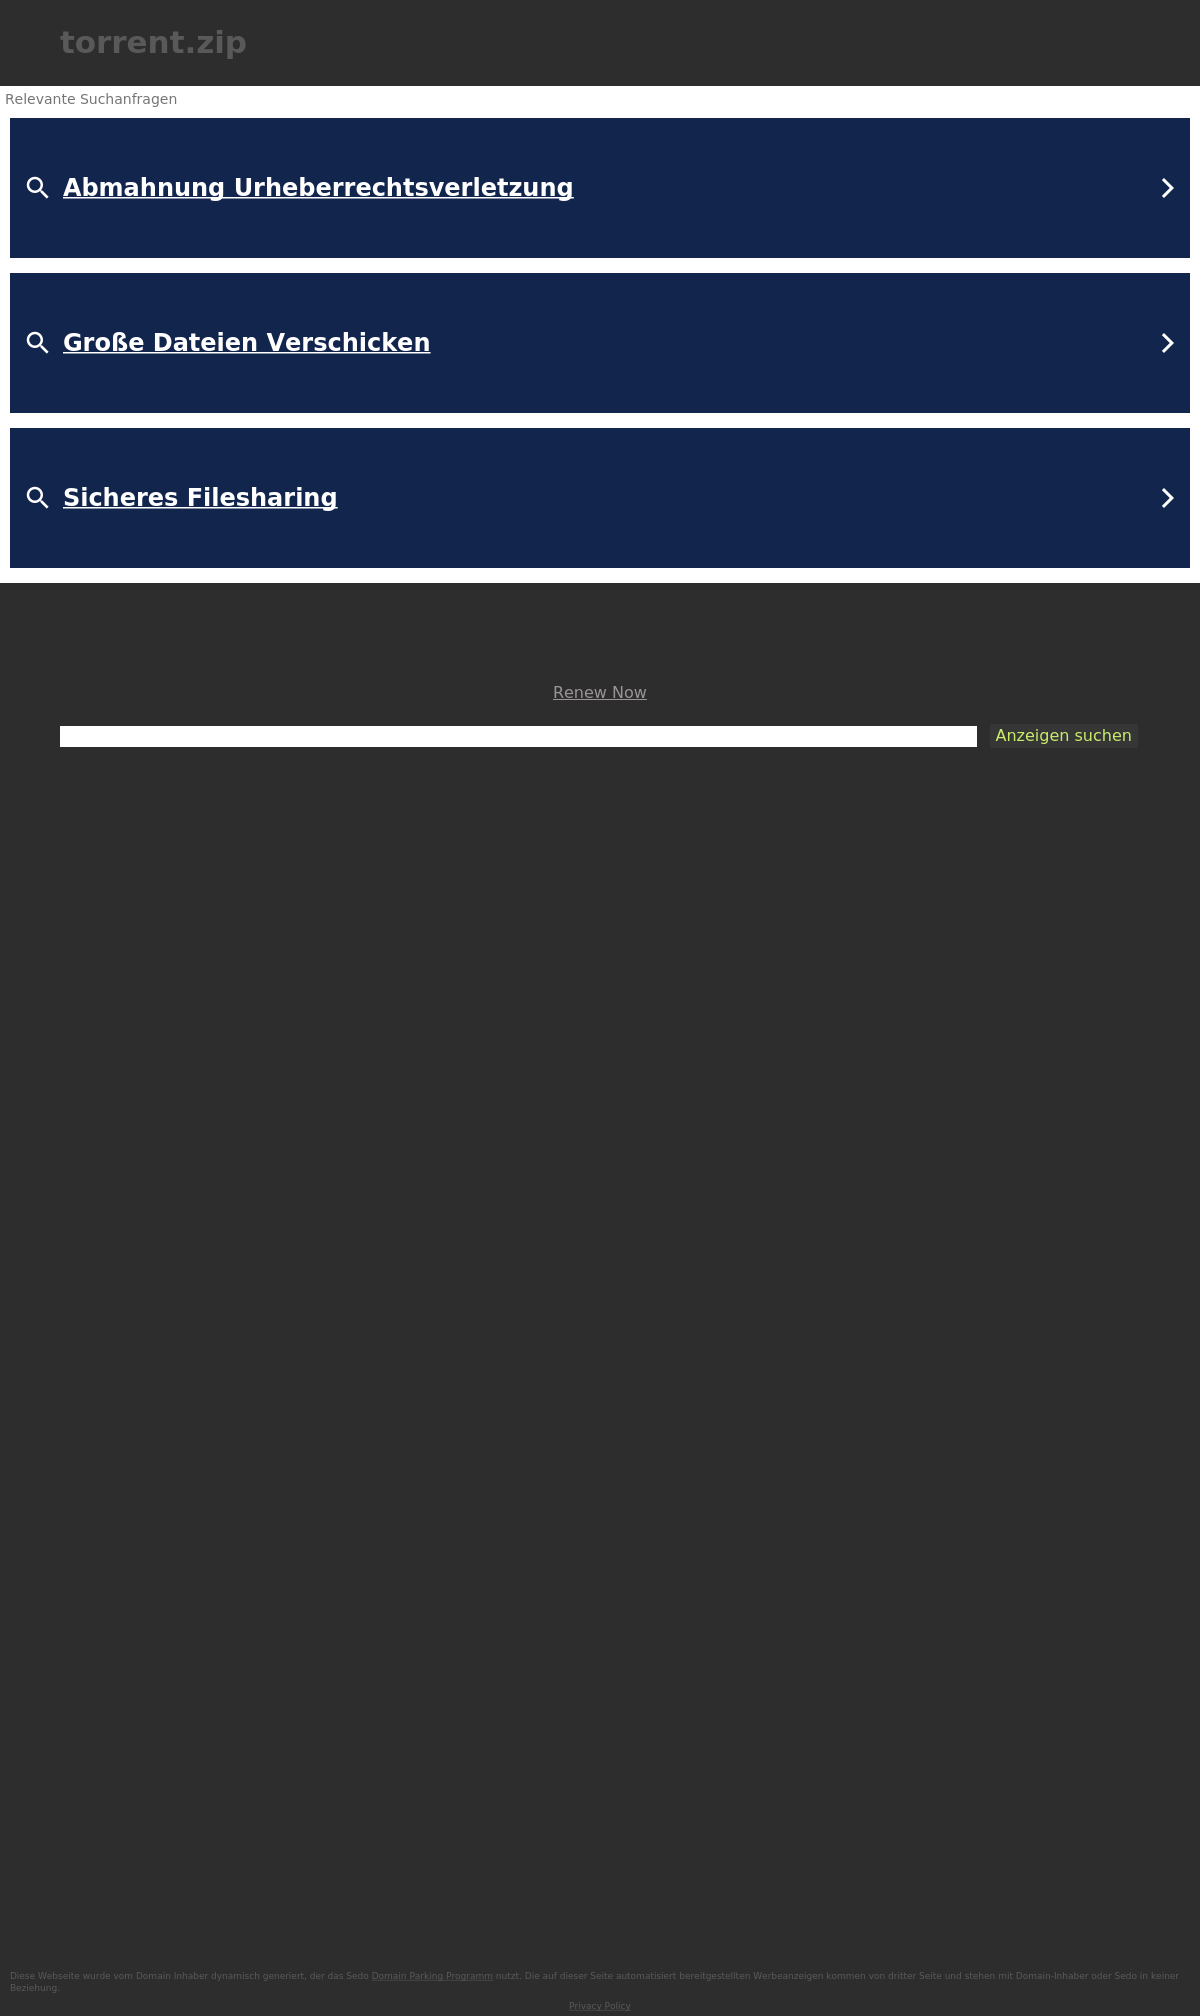 torrent.zip
Relevante Suchanfragen
Abmahnung Urheberrechtsverletzung
Große Dateien Verschicken
Sicheres Filesharing
Renew Now
Anzeigen suchen
Diese Webseite wurde vom Domain Inhaber dynamisch generiert, der das Sedo Domain Parking Programm nutzt. Die auf dieser Seite automatisiert bereitgestellten Werbeanzeigen kommen von dritter Seite und stehen mit Domain-Inhaber oder Sedo in keiner
Beziehung.
Privacy Policy